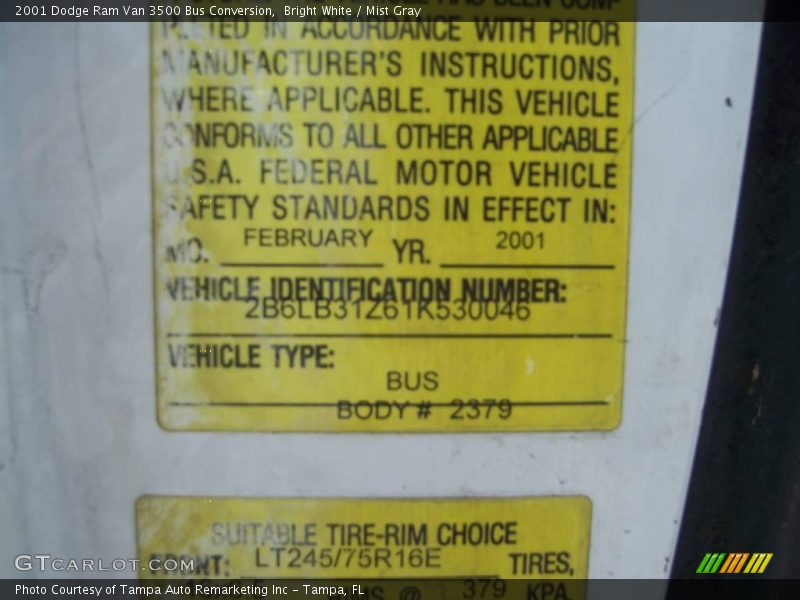 2001 Dodge Ram Van 3500 Bus Conversion, Bright White / Mist Gray
HAS BEEN COM-
PLETED IN ACCORDANCE WITH PRIOR
MANUFACTURER'S INSTRUCTIONS,
WHERE APPLICABLE. THIS VEHICLE
CONFORMS TO ALL OTHER APPLICABLE
U.S.A. FEDERAL MOTOR VEHICLE
SAFETY STANDARDS IN EFFECT IN:
MO. FEBRUARY YR. 2001
VEHICLE IDENTIFICATION NUMBER:
2B6LB31Z61K530046
VEHICLE TYPE:
BUS
BODY # 2379
SUITABLE TIRE-RIM CHOICE
FRONT: LT245/75R16E TIRES,
@ 379 KPA
GTCARLOT.COM
Photo Courtesy of Tampa Auto Remarketing Inc - Tampa, FL